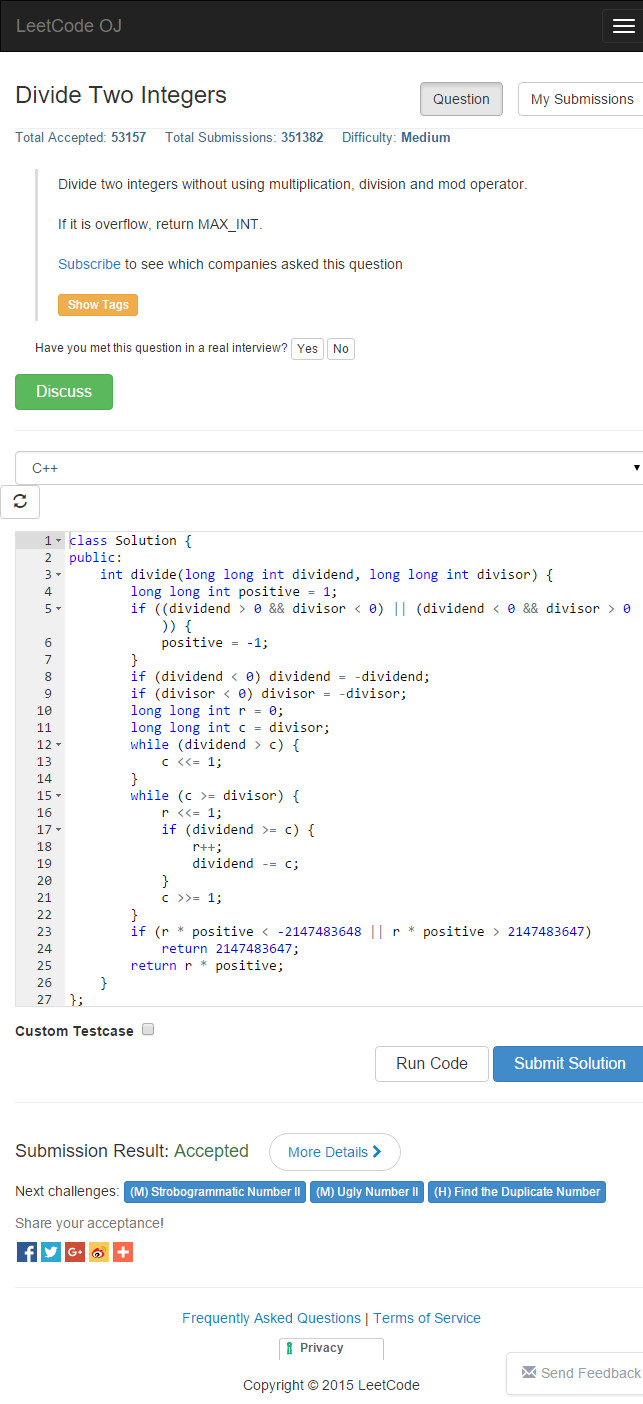 LeetCode OJ
Divide Two Integers
Question
My Submissions
Total Accepted: 53157 Total Submissions: 351382 Difficulty: Medium
Divide two integers without using multiplication, division and mod operator.
If it is overflow, return MAX_INT.
Subscribe to see which companies asked this question
Show Tags
Have you met this question in a real interview? Yes No
Discuss
C++
1 class Solution {
2 public:
3     int divide(long long int dividend, long long int divisor) {
4         long long int positive = 1;
5         if ((dividend > 0 && divisor < 0) || (dividend < 0 && divisor > 0
            )) {
6             positive = -1;
7         }
8         if (dividend < 0) dividend = -dividend;
9         if (divisor < 0) divisor = -divisor;
10         long long int r = 0;
11         long long int c = divisor;
12         while (dividend > c) {
13             c <<= 1;
14         }
15         while (c >= divisor) {
16             r <<= 1;
17             if (dividend >= c) {
18                 r++;
19                 dividend -= c;
20             }
21             c >>= 1;
22         }
23         if (r * positive < -2147483648 || r * positive > 2147483647)
24             return 2147483647;
25         return r * positive;
26     }
27 };
Custom Testcase
Run Code
Submit Solution
Submission Result: Accepted
More Details
Next challenges: (M) Strobogrammatic Number II (M) Ugly Number II (H) Find the Duplicate Number
Share your acceptance!
Frequently Asked Questions | Terms of Service
Privacy
Send Feedback
Copyright © 2015 LeetCode